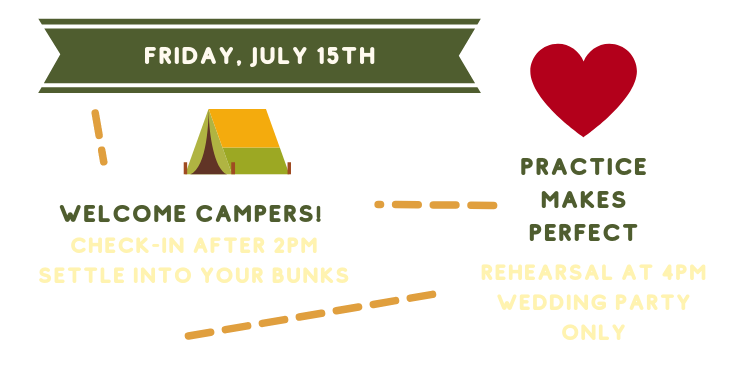 FRIDAY, JULY 15TH
WELCOME CAMPERS!
CHECK-IN AFTER 2PM
SETTLE INTO YOUR BUNKS
PRACTICE
MAKES
PERFECT
REHEARSAL AT 4PM
WEDDING PARTY
ONLY